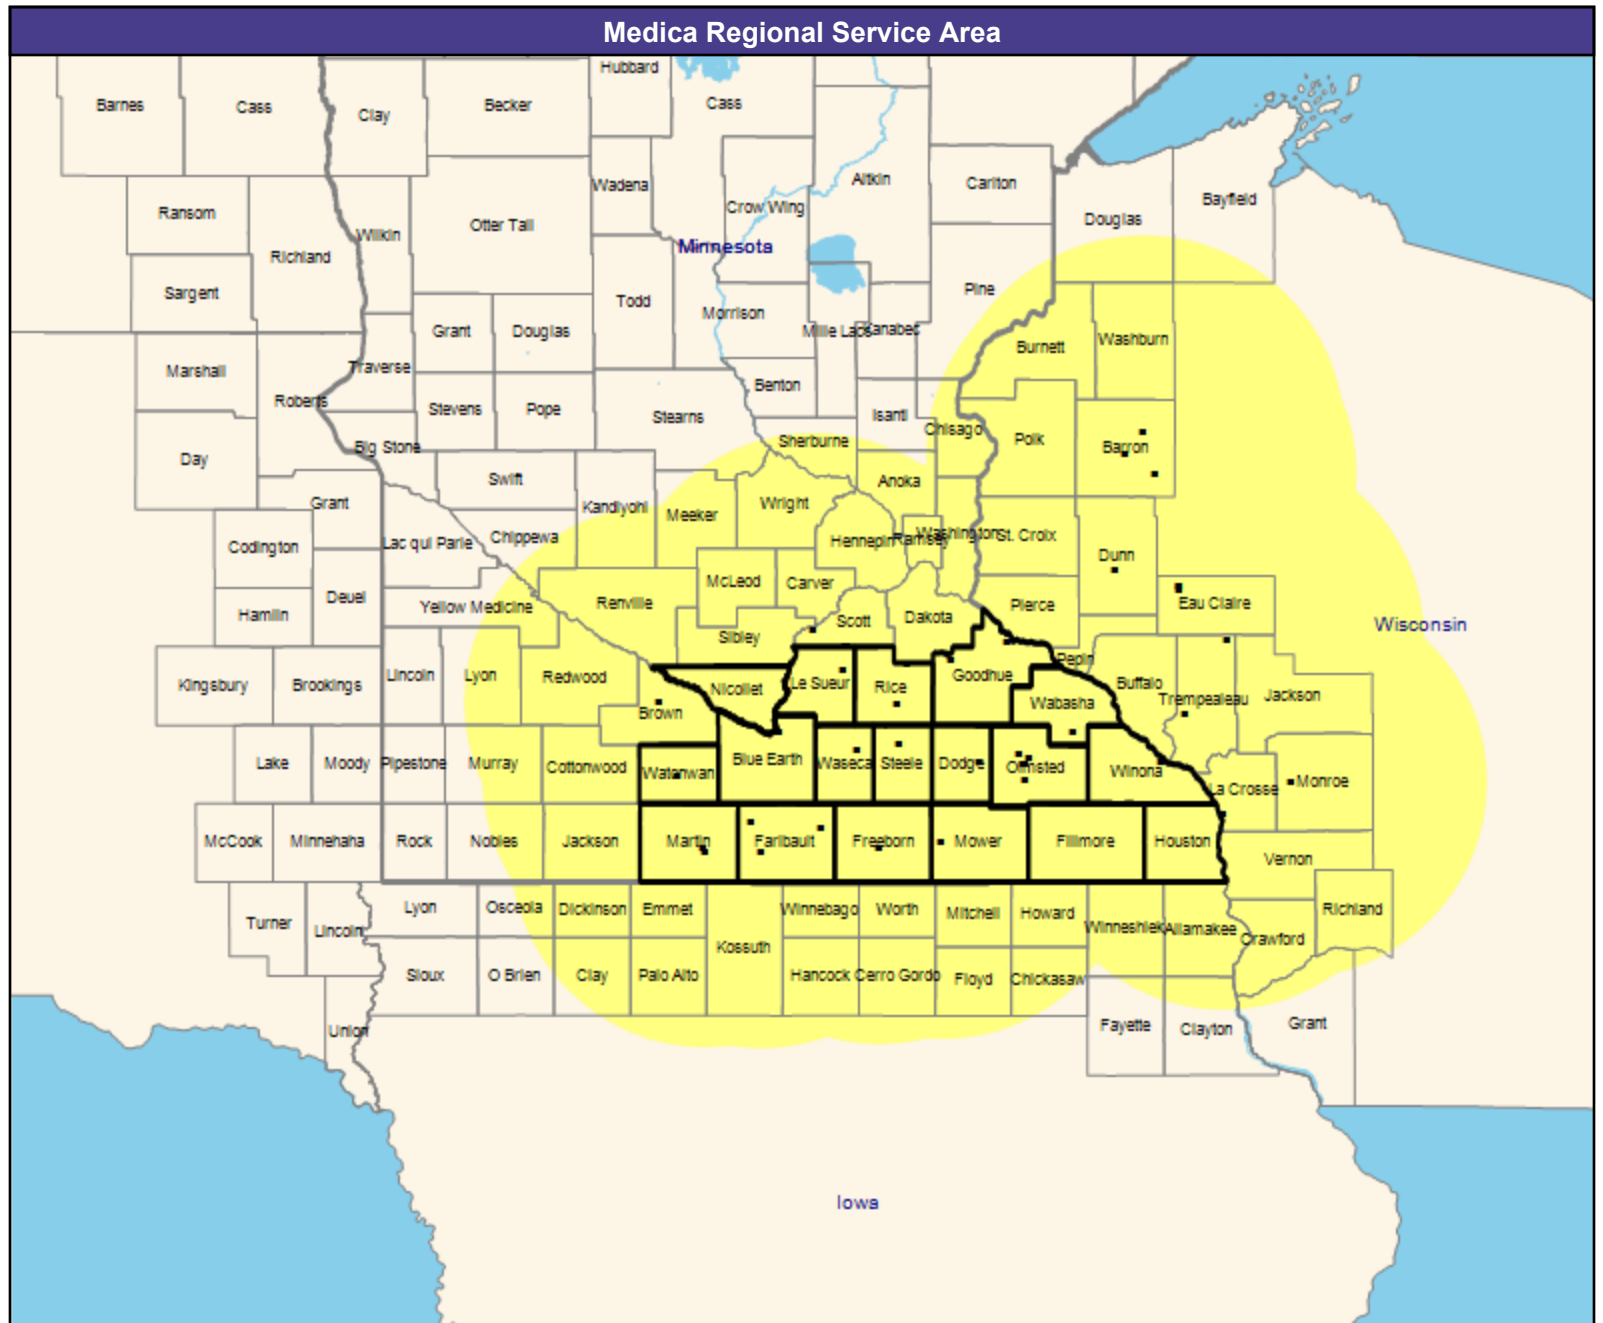 Medica Regional Service Area
Hubbard
Barnes
Cass
Clay
Becker
Cass
Wadena
Crow Wing
Aitkin
Carlton
Douglas
Bayfield
Ransom
Richland
Wilkin
Otter Tail
Minnesota
Sargent
Todd
Morrison
Pine
Mille Lacs
Kanabec
Burnett
Washburn
Grant
Douglas
Marshall
Roberts
Traverse
Stevens
Pope
Stearns
Benton
Isanti
Chisago
Polk
Barron
Day
Big Stone
Sherburne
Swift
Anoka
Grant
Kandiyohi
Meeker
Wright
Codington
Lac qui Parle
Chippewa
Hennepin
Ramsey
Washington
St. Croix
Dunn
Deuel
McLeod
Carver
Hamlin
Yellow Medicine
Renville
Scott
Dakota
Pierce
Eau Claire
Wisconsin
Sibley
Kingsbury
Brookings
Lincoln
Lyon
Redwood
Nicollet
Le Sueur
Rice
Goodhue
Pepin
Buffalo
Trempealeau
Jackson
Brown
Wabasha
Lake
Moody
Pipestone
Murray
Cottonwood
Watonwan
Blue Earth
Waseca
Steele
Dodge
Olmsted
Winona
La Crosse
Monroe
McCook
Minnehaha
Rock
Nobles
Jackson
Martin
Faribault
Freeborn
Mower
Fillmore
Houston
Vernon
Turner
Lincoln
Lyon
Osceola
Dickinson
Emmet
Kossuth
Winnebago
Worth
Mitchell
Howard
Winneshiek
Allamakee
Crawford
Richland
Sioux
O Brien
Clay
Palo Alto
Hancock
Cerro Gordo
Floyd
Chickasaw
Union
Fayette
Clayton
Grant
Iowa